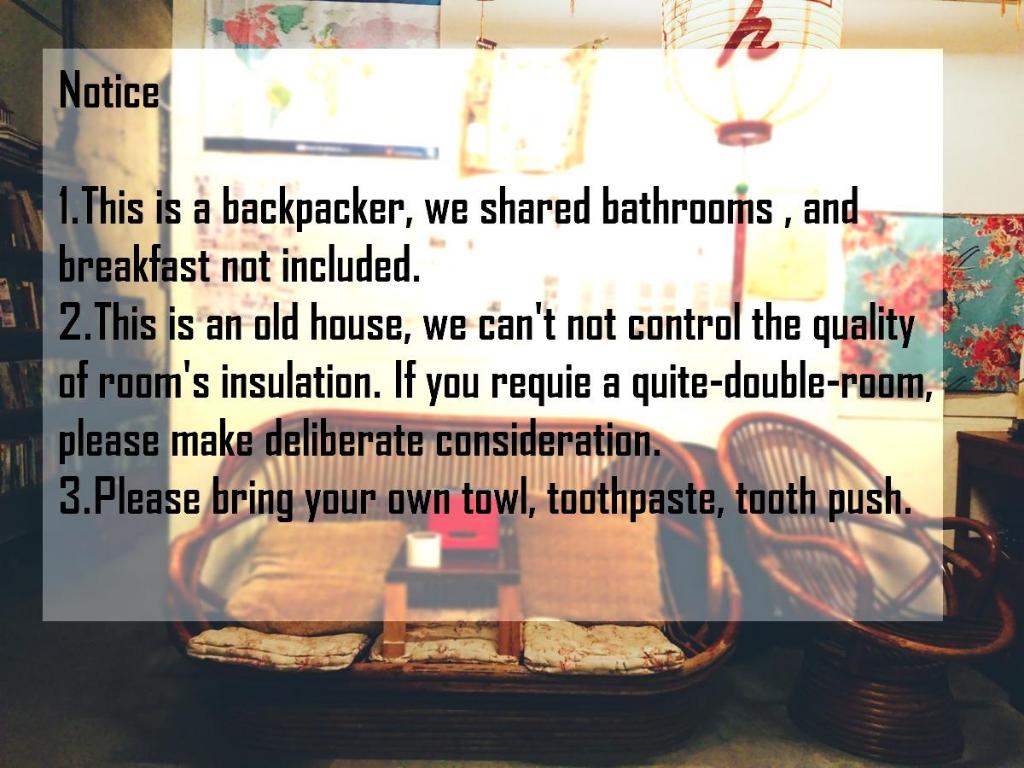 h
Notice
1.This is a backpacker, we shared bathrooms , and
breakfast not included.
2.This is an old house, we can't not control the quality
of room's insulation. If you requie a quite-double-room,
please make deliberate consideration.
3.Please bring your own towl, toothpaste, tooth push.